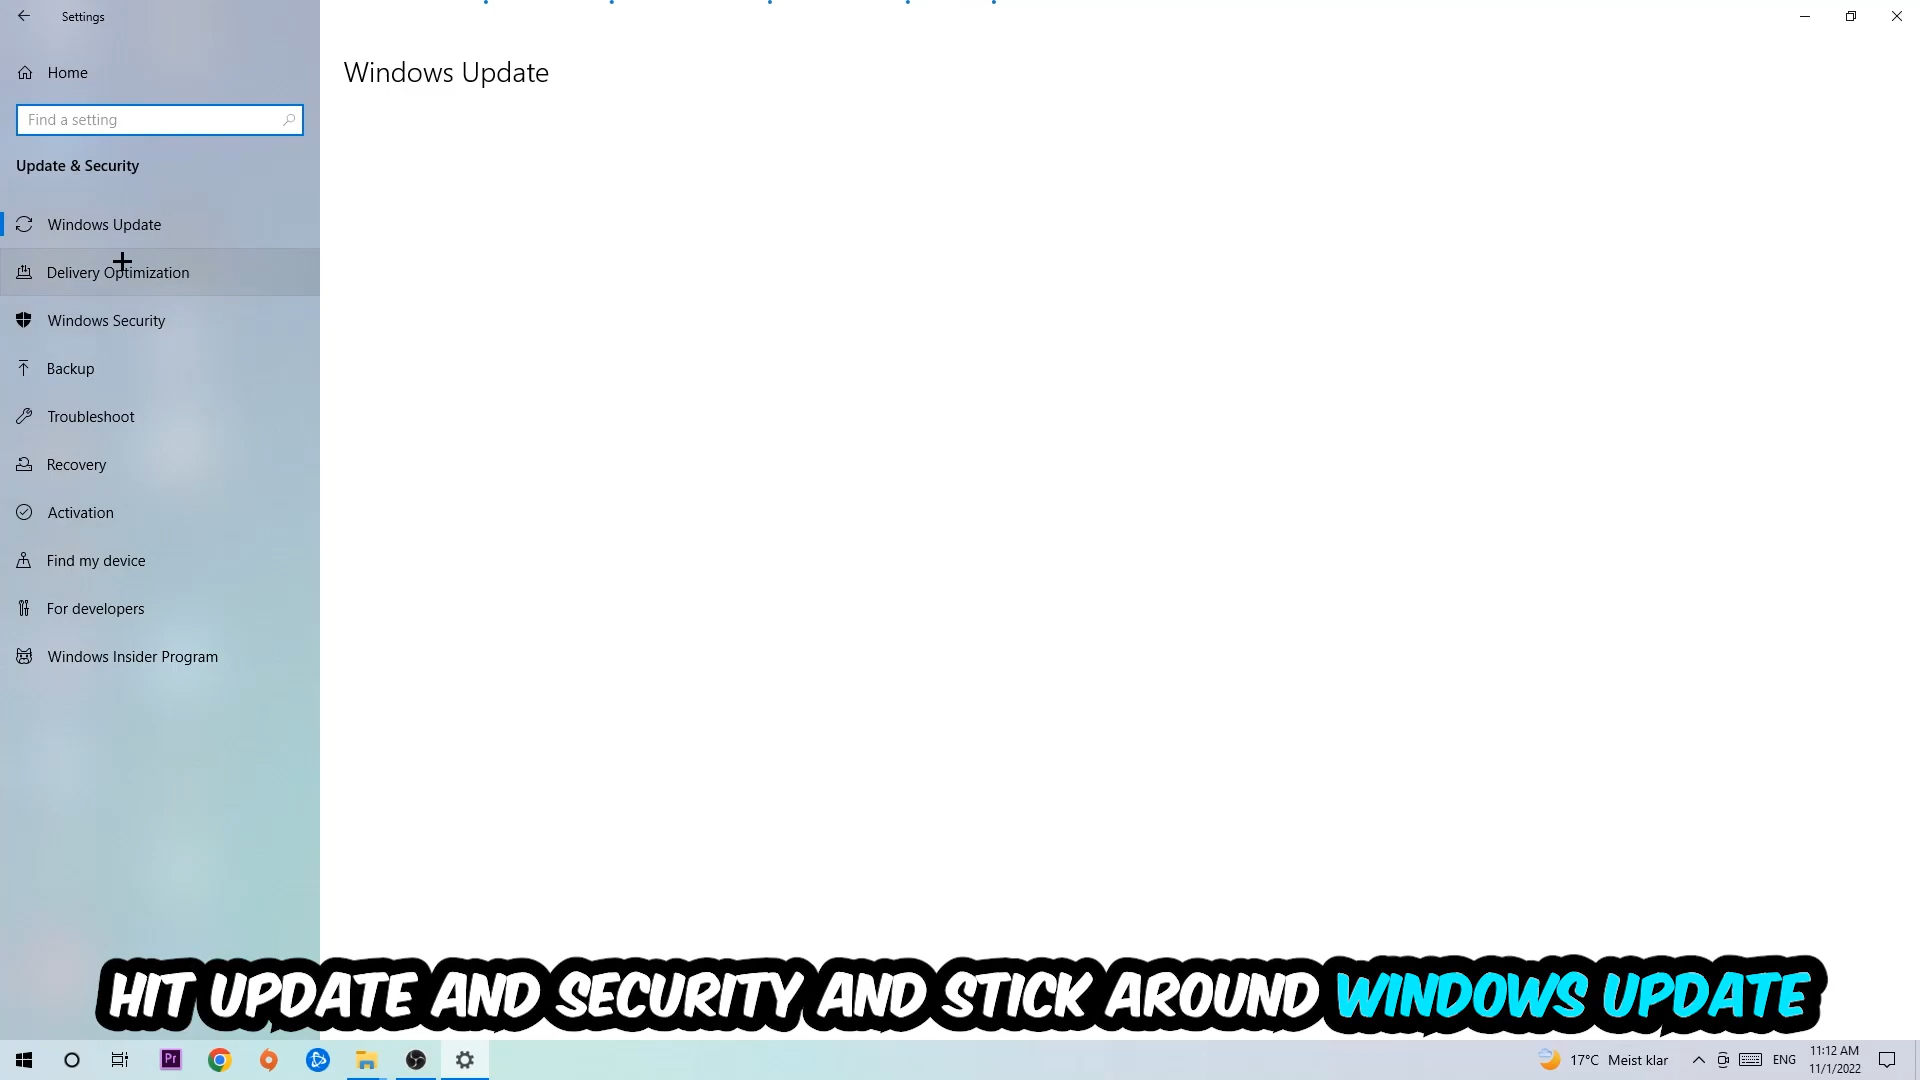 Settings
Home
Find a setting
Update & Security
Windows Update
Delivery Optimization
Windows Security
Backup
Troubleshoot
Recovery
Activation
Find my device
For developers
Windows Insider Program
Windows Update
HIT UPDATE AND SECURITY AND STICK AROUND WINDOWS UPDATE
Pr
17°C Meist klar
ENG
11:12 AM
11/1/2022